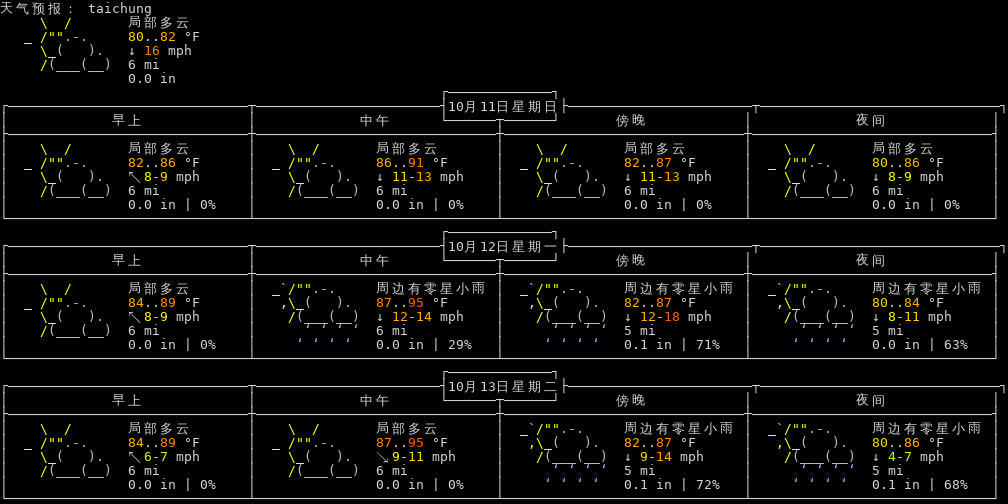 天气预报： taichung
局部多云
80..82 °F
↓ 16 mph
6 mi
0.0 in
10月11日星期日
早上 中午 傍晚 夜间
局部多云 局部多云 局部多云 局部多云
82..86 °F 86..91 °F 82..87 °F 80..86 °F
↖ 8-9 mph ↓ 11-13 mph ↓ 11-13 mph ↓ 8-9 mph
6 mi 6 mi 6 mi 6 mi
0.0 in | 0% 0.0 in | 0% 0.0 in | 0% 0.0 in | 0%
10月12日星期一
早上 中午 傍晚 夜间
局部多云 周边有零星小雨 周边有零星小雨 周边有零星小雨
84..89 °F 87..95 °F 82..87 °F 80..84 °F
↖ 8-9 mph ↓ 12-14 mph ↓ 12-18 mph ↓ 8-11 mph
6 mi 6 mi 5 mi 5 mi
0.0 in | 0% 0.0 in | 29% 0.1 in | 71% 0.0 in | 63%
10月13日星期二
早上 中午 傍晚 夜间
局部多云 局部多云 周边有零星小雨 周边有零星小雨
84..89 °F 87..95 °F 82..87 °F 80..86 °F
↖ 6-7 mph ↘ 9-11 mph ↓ 9-14 mph ↓ 4-7 mph
6 mi 6 mi 5 mi 5 mi
0.0 in | 0% 0.0 in | 0% 0.1 in | 72% 0.1 in | 68%